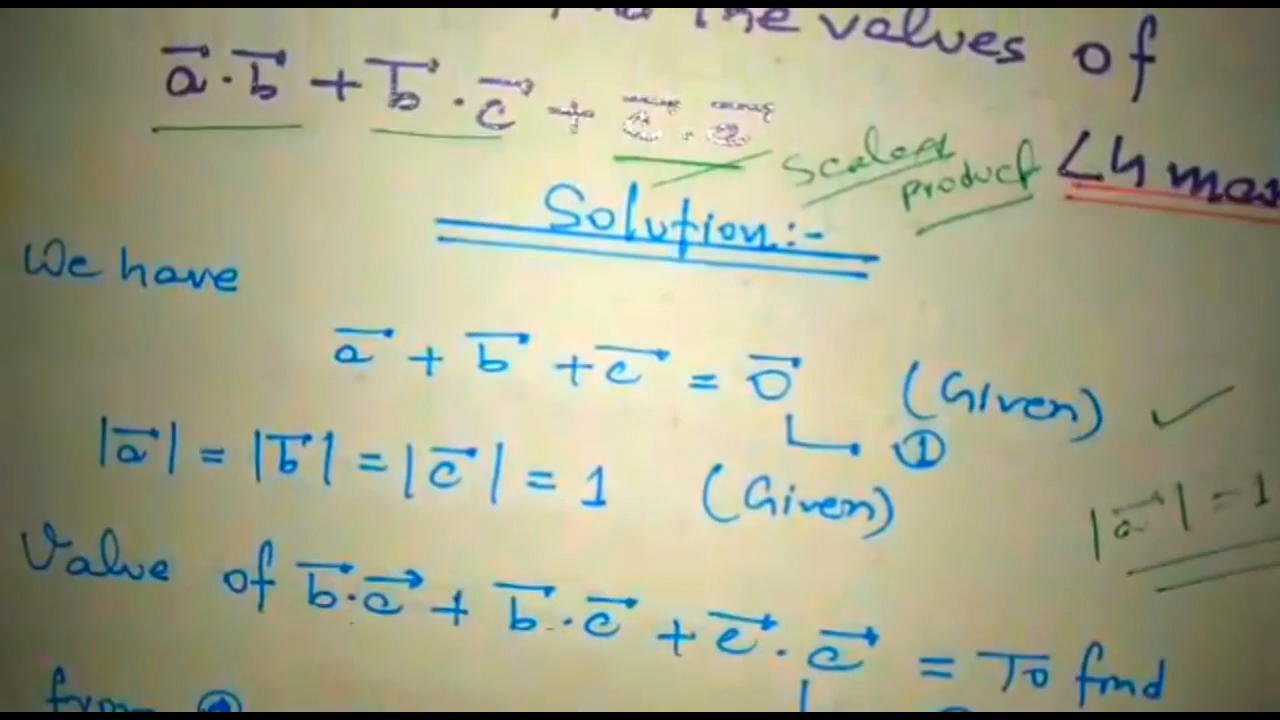 the values of
a⃗·b⃗ + b⃗·c⃗ + c⃗·a⃗
scalar product
<4 mar
Solution:-
We have
a⃗ + b⃗ + c⃗ = 0⃗ (Given)
①
|a⃗| = |b⃗| = |c⃗| = 1 (Given)
|a⃗| = 1
Value of b⃗·c⃗ + b⃗·c⃗ + c⃗·c⃗ = To find
from